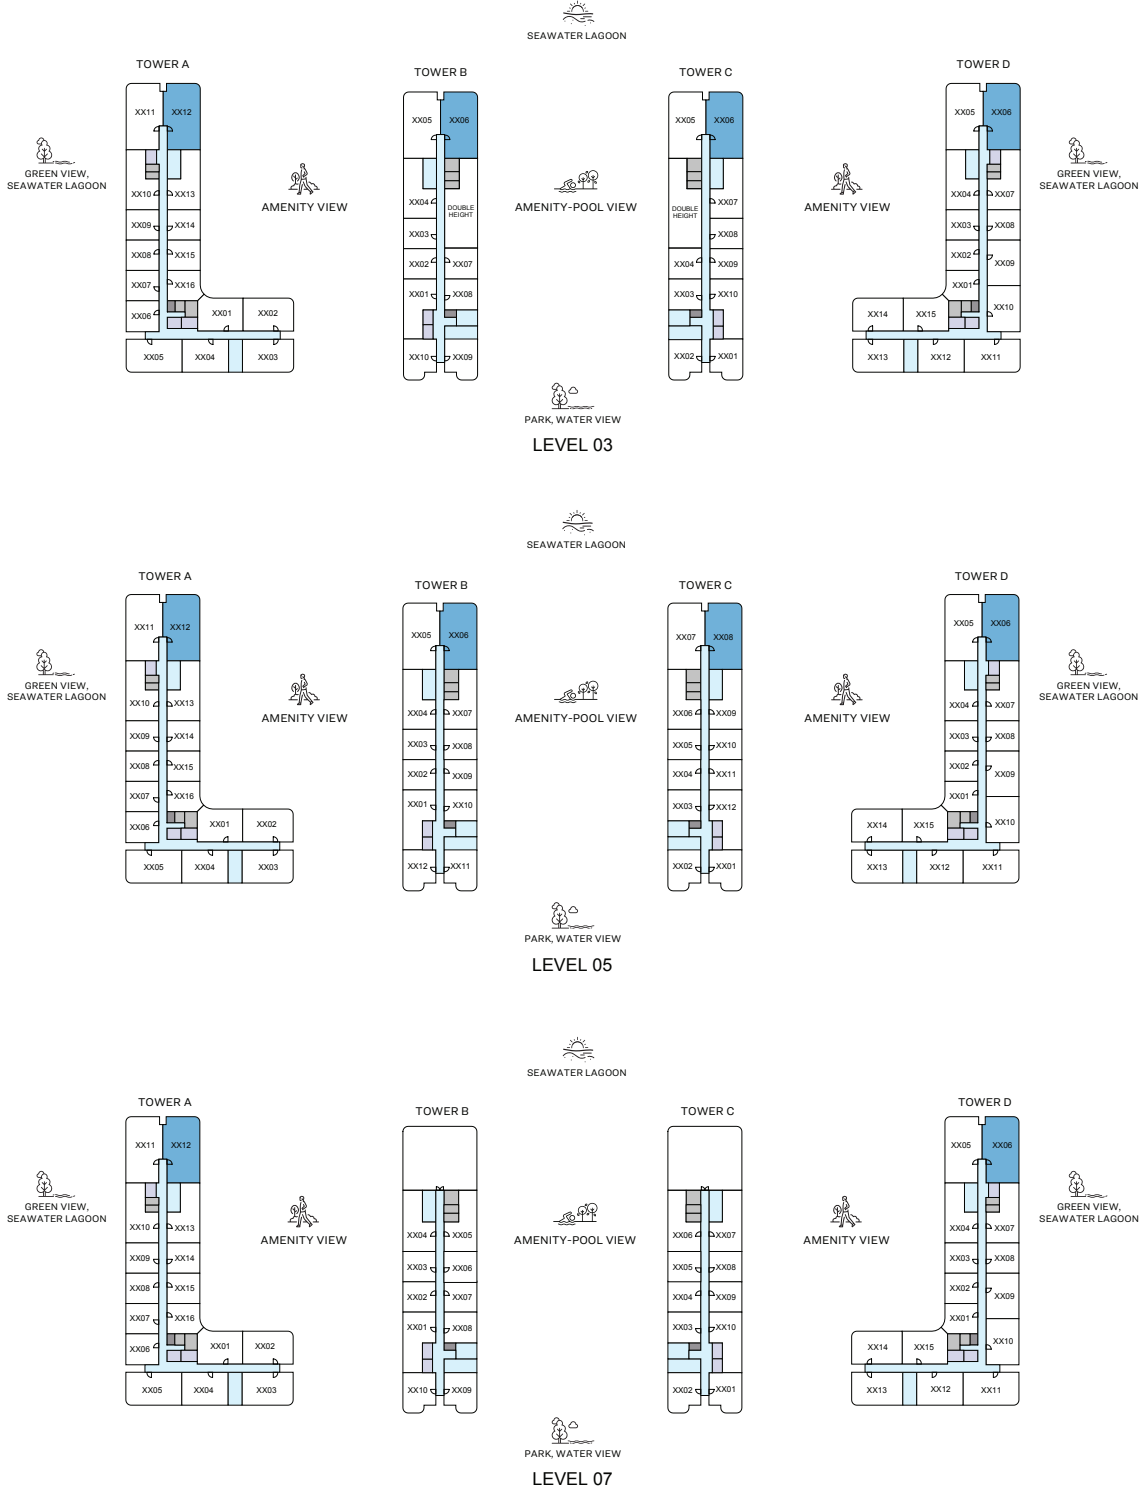 SEAWATER LAGOON
TOWER A
TOWER B
TOWER C
TOWER D
XX11 XX12
XX05 XX06
XX05 XX06
XX05 XX06
GREEN VIEW,
SEAWATER LAGOON
AMENITY VIEW
AMENITY-POOL VIEW
AMENITY VIEW
GREEN VIEW,
SEAWATER LAGOON
XX10 XX13
XX09 XX14
XX08 XX15
XX07 XX16
XX06 XX01 XX02
XX05 XX04 XX03
XX04 DOUBLE
HEIGHT
XX03
XX02 XX07
XX01 XX08
XX10 XX09
DOUBLE
HEIGHT
XX07
XX08
XX04 XX09
XX03 XX10
XX02 XX01
XX04 XX07
XX03 XX08
XX02 XX09
XX01 XX10
XX14 XX15
XX13 XX12 XX11
PARK, WATER VIEW
LEVEL 03
SEAWATER LAGOON
TOWER A
TOWER B
TOWER C
TOWER D
XX11 XX12
XX05 XX06
XX07 XX08
XX05 XX06
GREEN VIEW,
SEAWATER LAGOON
AMENITY VIEW
AMENITY-POOL VIEW
AMENITY VIEW
GREEN VIEW,
SEAWATER LAGOON
XX10 XX13
XX09 XX14
XX08 XX15
XX07 XX16
XX06 XX01 XX02
XX05 XX04 XX03
XX04 XX07
XX03 XX08
XX02 XX09
XX01 XX10
XX12 XX11
XX06 XX09
XX05 XX10
XX04 XX11
XX03 XX12
XX02 XX01
XX04 XX07
XX03 XX08
XX02 XX09
XX01 XX10
XX14 XX15
XX13 XX12 XX11
PARK, WATER VIEW
LEVEL 05
SEAWATER LAGOON
TOWER A
TOWER B
TOWER C
TOWER D
XX11 XX12
XX05 XX06
GREEN VIEW,
SEAWATER LAGOON
AMENITY VIEW
AMENITY-POOL VIEW
AMENITY VIEW
GREEN VIEW,
SEAWATER LAGOON
XX10 XX13
XX09 XX14
XX08 XX15
XX07 XX16
XX06 XX01 XX02
XX05 XX04 XX03
XX04 XX05
XX03 XX06
XX02 XX07
XX01 XX08
XX10 XX09
XX06 XX07
XX05 XX08
XX04 XX09
XX03 XX10
XX02 XX01
XX04 XX07
XX03 XX08
XX02 XX09
XX01 XX10
XX14 XX15
XX13 XX12 XX11
PARK, WATER VIEW
LEVEL 07